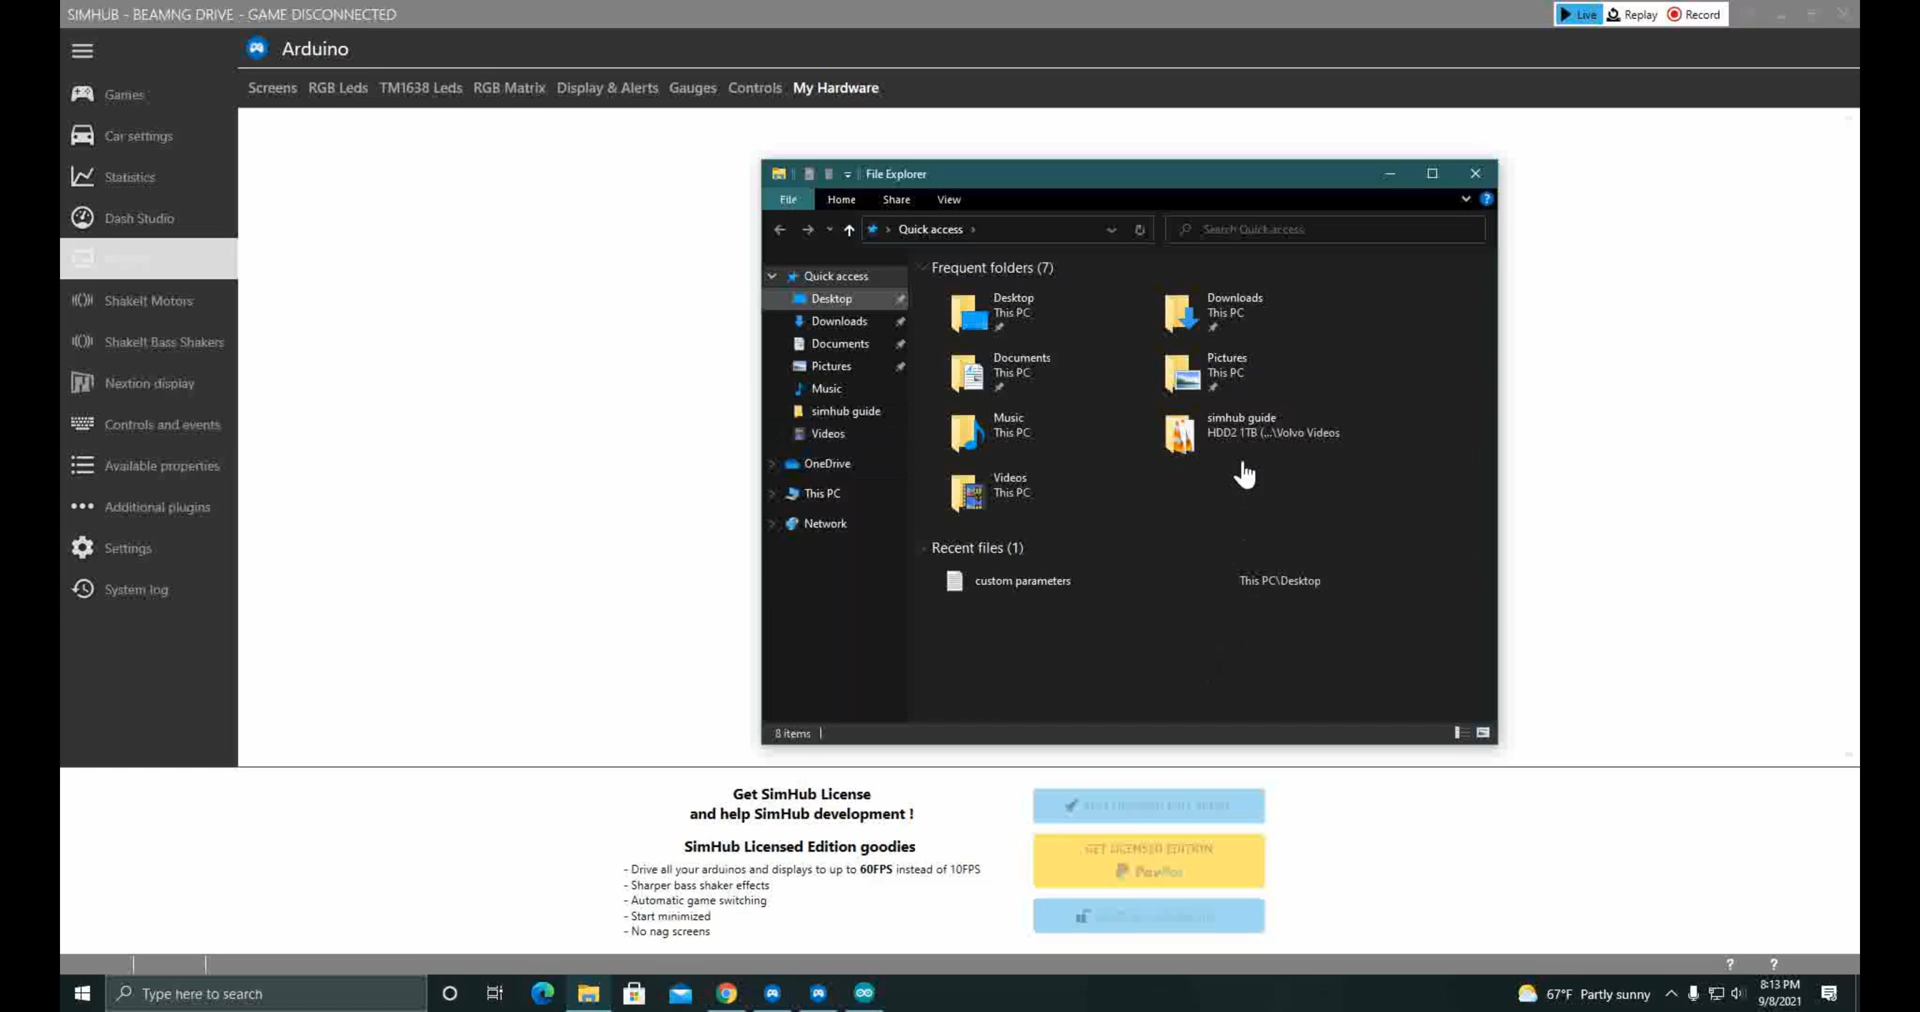 SIMHUB - BEAMNG DRIVE - GAME DISCONNECTED
Live Replay Record
Arduino
Screens RGB Leds TM1638 Leds RGB Matrix Display & Alerts Gauges Controls My Hardware
Games
Car settings
Statistics
Dash Studio
ShakeIt Motors
ShakeIt Bass Shakers
Nextion display
Controls and events
Available properties
Additional plugins
Settings
System log
File Explorer
File Home Share View
Quick access
Search Quick access
Quick access
Desktop
Downloads
Documents
Pictures
Music
simhub guide
Videos
OneDrive
This PC
Network
Frequent folders (7)
Desktop
This PC
Downloads
This PC
Documents
This PC
Pictures
This PC
Music
This PC
simhub guide
HDD2 1TB (...\Volvo Videos
Videos
This PC
Recent files (1)
custom parameters This PC\Desktop
8 items
Get SimHub License
and help SimHub development !
SimHub Licensed Edition goodies
- Drive all your arduinos and displays to up to 60FPS instead of 10FPS
- Sharper bass shaker effects
- Automatic game switching
- Start minimized
- No nag screens
GET LICENSED EDITION
PayPal
? ?
Type here to search
67°F Partly sunny
8:13 PM
9/8/2021